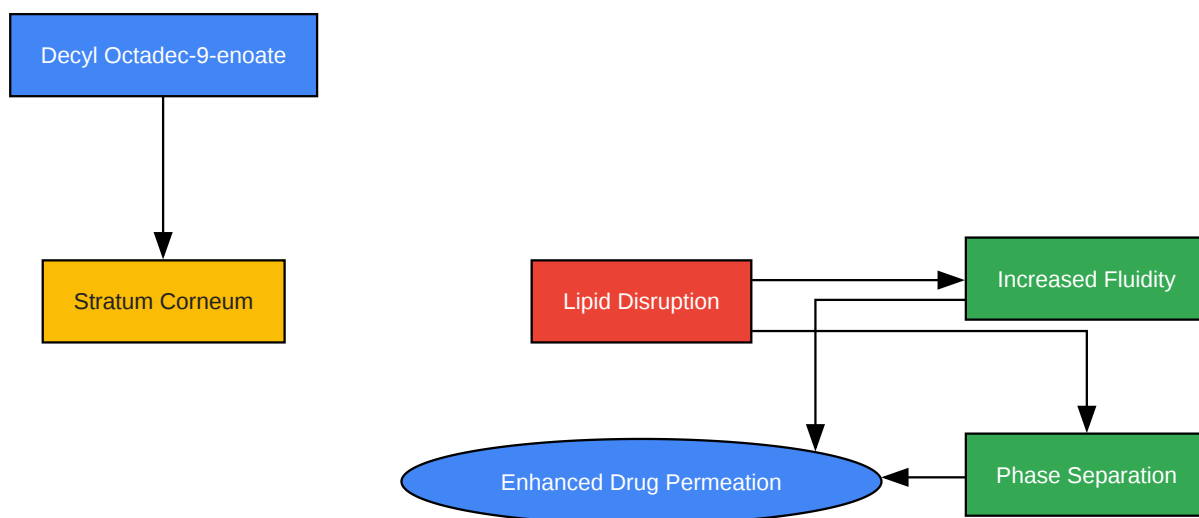 Decyl Octadec-9-enoate
Stratum Corneum
Lipid Disruption
Increased Fluidity
Enhanced Drug Permeation
Phase Separation